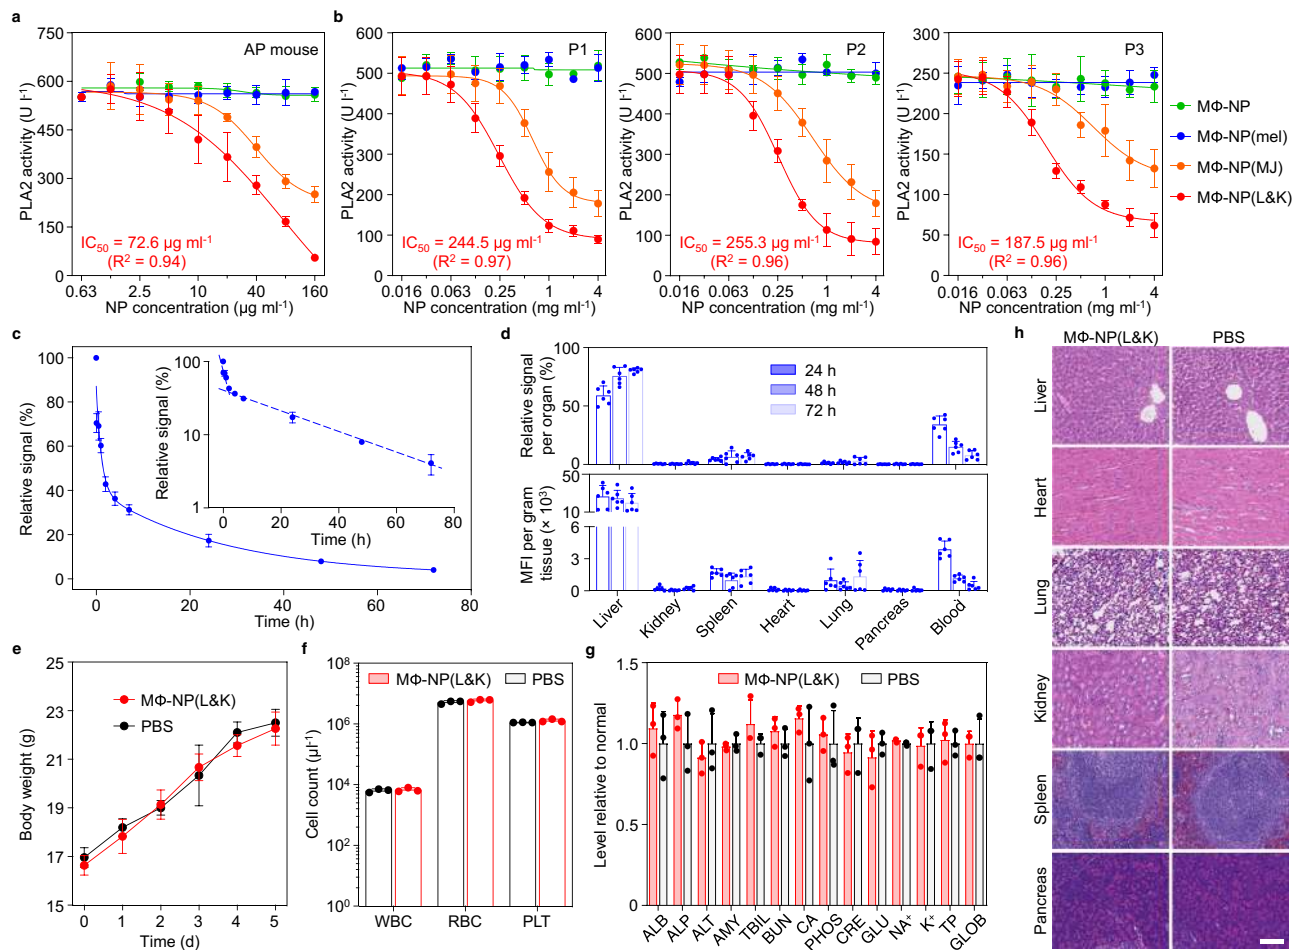 a
750
600
450
300
150
0
PLA2 activity (U l⁻¹)
AP mouse
IC₅₀ = 72.6 µg ml⁻¹
(R² = 0.94)
0.63 2.5 10 40 160
NP concentration (µg ml⁻¹)
b
600
500
400
300
200
100
0
PLA2 activity (U l⁻¹)
P1
IC₅₀ = 244.5 µg ml⁻¹
(R² = 0.97)
0.016 0.063 0.25 1 4
NP concentration (mg ml⁻¹)
600
500
400
300
200
100
0
PLA2 activity (U l⁻¹)
P2
IC₅₀ = 255.3 µg ml⁻¹
(R² = 0.96)
0.016 0.063 0.25 1 4
NP concentration (mg ml⁻¹)
300
250
200
150
100
50
0
PLA2 activity (U l⁻¹)
P3
IC₅₀ = 187.5 µg ml⁻¹
(R² = 0.96)
0.016 0.063 0.25 1 4
NP concentration (mg ml⁻¹)
MΦ-NP
MΦ-NP(mel)
MΦ-NP(MJ)
MΦ-NP(L&K)
c
100
80
60
40
20
0
Relative signal (%)
0 20 40 60 80
Time (h)
100
10
1
Relative signal (%)
0 20 40 60 80
Time (h)
d
100
50
0
Relative signal
per organ (%)
24 h
48 h
72 h
50
10
6
3
0
MFI per gram
tissue (× 10³)
Liver Kidney Spleen Heart Lung Pancreas Blood
e
25
23
21
19
17
15
Body weight (g)
MΦ-NP(L&K)
PBS
0 1 2 3 4 5
Time (d)
f
10⁸
10⁶
10⁴
10²
10⁰
Cell count (µl⁻¹)
MΦ-NP(L&K) PBS
WBC RBC PLT
g
1.5
1.0
0.5
0
Level relative to normal
MΦ-NP(L&K) PBS
ALB ALP ALT AMY TBIL BUN CA PHOS CRE GLU NA⁺ K⁺ TP GLOB
h
MΦ-NP(L&K) PBS
Liver
Heart
Lung
Kidney
Spleen
Pancreas